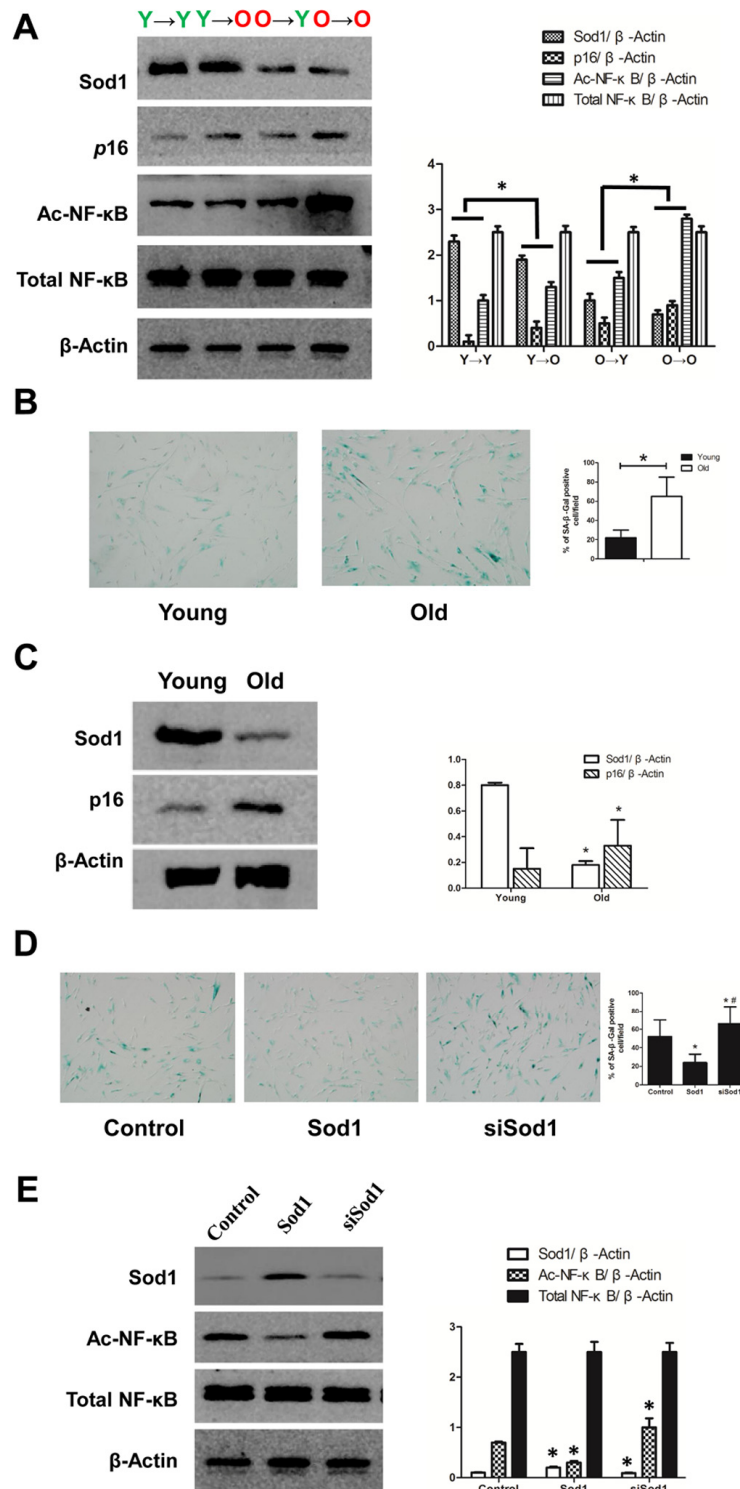 A
Y→Y Y→O O→Y O→O
Sod1
p16
Ac-NF-κB
Total NF-κB
β-Actin
Sod1/ β -Actin
p16/ β -Actin
Ac-NF-κ B/ β -Actin
Total NF-κ B/ β -Actin
4
3
2
1
0
*
*
Y→Y
Y→O
O→Y
O→O
B
Young
Old
% of SA-β -Gal positive
cell/field
100
80
60
40
20
0
*
Young
Old
C
Young Old
Sod1
p16
β-Actin
Sod1/ β -Actin
p16/ β -Actin
1.0
0.8
0.6
0.4
0.2
0.0
*
*
Young
Old
D
Control
Sod1
siSod1
% of SA-β -Gal positive
cell/field
100
80
60
40
20
0
*
* #
Control
Sod1
siSod1
E
Control
Sod1
siSod1
Sod1
Ac-NF-κB
Total NF-κB
β-Actin
Sod1/ β -Actin
Ac-NF-κ B/ β -Actin
Total NF-κ B/ β -Actin
3
2
1
0
* *
* *
Control
Sod1
siSod1